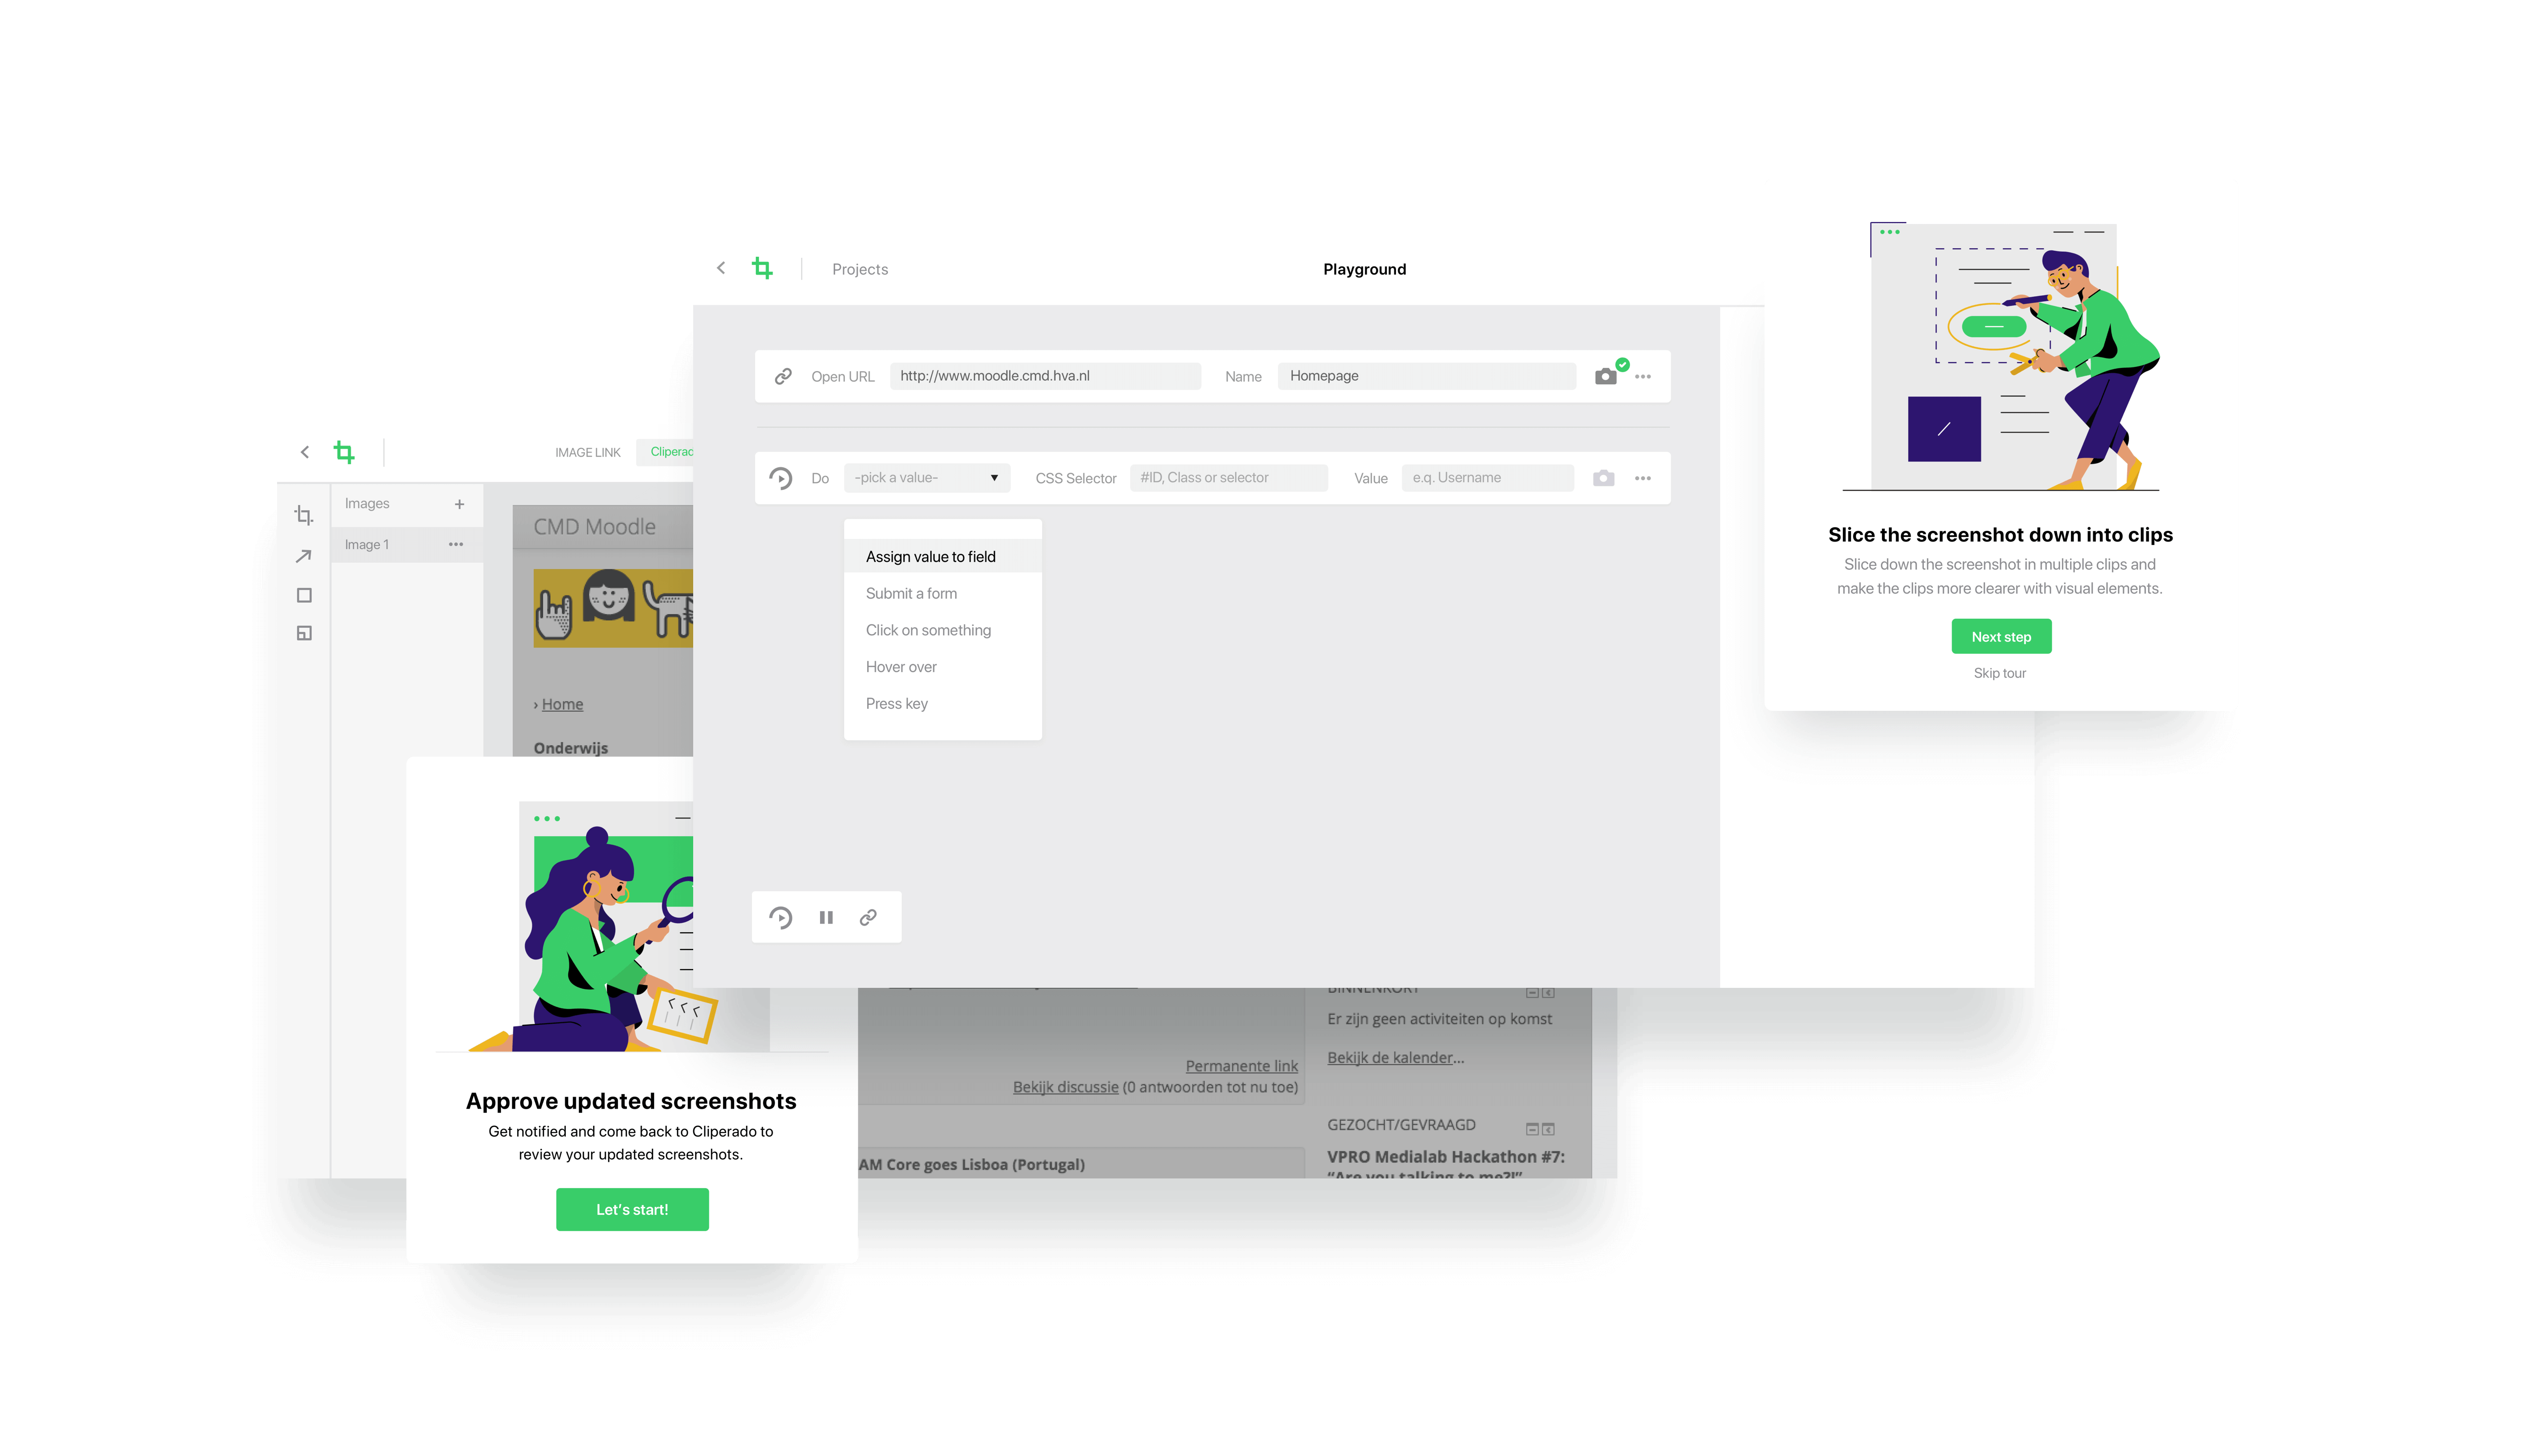 Projects
Playground
Open URL
http://www.moodle.cmd.hva.nl
Name
Homepage
Do
-pick a value-
CSS Selector
#ID, Class or selector
Value
e.q. Username
Assign value to field
Submit a form
Click on something
Hover over
Press key
Slice the screenshot down into clips
Slice down the screenshot in multiple clips and
make the clips more clearer with visual elements.
Next step
Skip tour
IMAGE LINK
Images
Image 1
CMD Moodle
› Home
Onderwijs
Approve updated screenshots
Get notified and come back to Cliperado to
review your updated screenshots.
Let's start!
Permanente link
Bekijk discussie (0 antwoorden tot nu toe)
AM Core goes Lisboa (Portugal)
BINNENKORT
Er zijn geen activiteiten op komst
Bekijk de kalender...
GEZOCHT/GEVRAAGD
VPRO Medialab Hackathon #7:
“Are you talking to me?!”